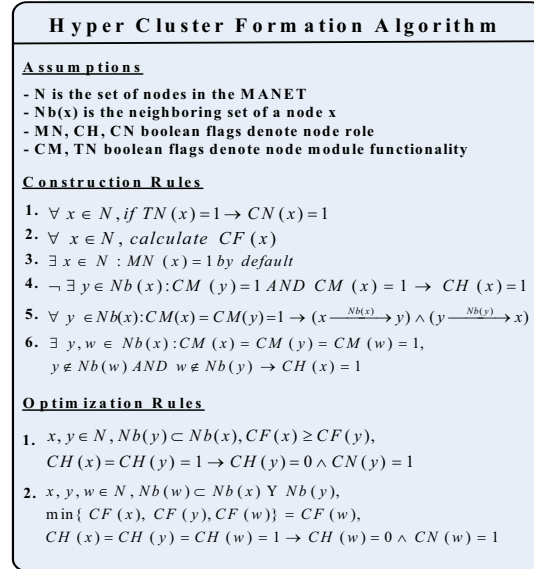 Hyper Cluster Formation Algorithm
Assumptions
- N is the set of nodes in the MANET
- Nb(x) is the neighboring set of a node x
- MN, CH, CN boolean flags denote node role
- CM, TN boolean flags denote node module functionality
Construction Rules
1. ∀ x ∈ N, if TN(x)=1 → CN(x)=1
2. ∀ x ∈ N, calculate CF(x)
3. ∃ x ∈ N : MN (x)=1 by default
4. ¬ ∃ y ∈ Nb(x):CM (y)=1 AND CM (x) = 1 → CH (x)=1
5. ∀ y ∈ Nb(x):CM(x)=CM(y)=1 → (x —Nb(x)→ y) ∧ (y —Nb(y)→ x)
6. ∃ y,w ∈ Nb(x):CM (x) = CM (y) = CM (w) = 1,
y ∉ Nb(w) AND w ∉ Nb(y) → CH (x) = 1
Optimization Rules
1. x, y ∈ N, Nb(y) ⊂ Nb(x), CF(x) ≥ CF(y),
CH(x)=CH(y)=1 → CH(y)=0 ∧ CN(y)=1
2. x, y, w ∈ N, Nb(w) ⊂ Nb(x) Y Nb(y),
min{ CF(x), CF(y), CF(w)} = CF(w),
CH(x)=CH(y)=CH(w)=1 → CH(w)=0 ∧ CN(w)=1